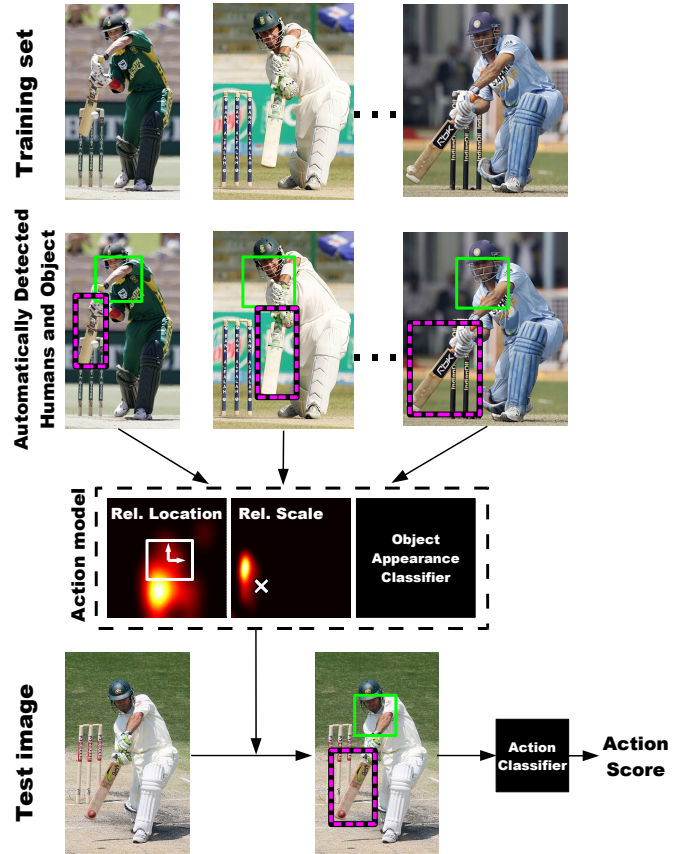 Training set
Automatically Detected
Humans and Object
Action model
Rel. Location
Rel. Scale
Object
Appearance
Classifier
Test image
Action
Classifier
Action
Score